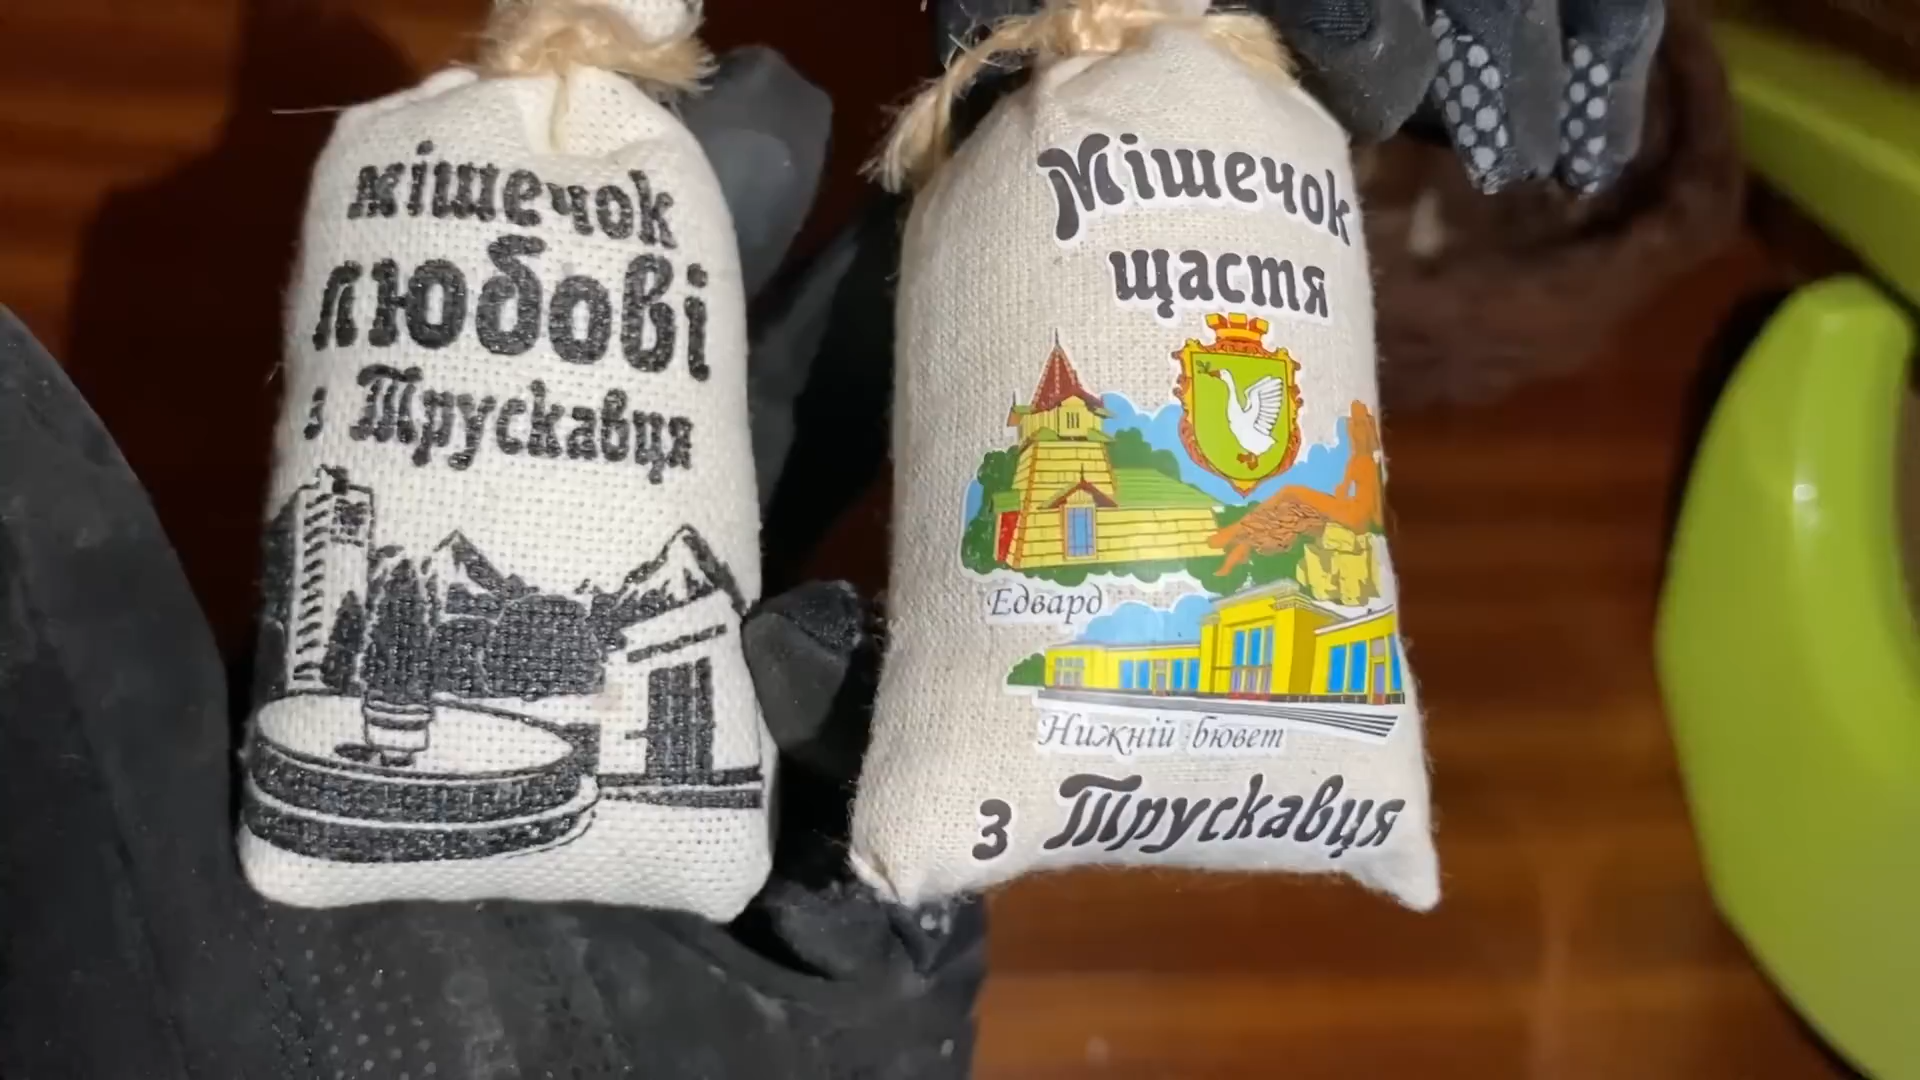 мішечок
любові
з Трускавця
Мішечок
щастя
Едвард
Нижній бювет
з Трускавця